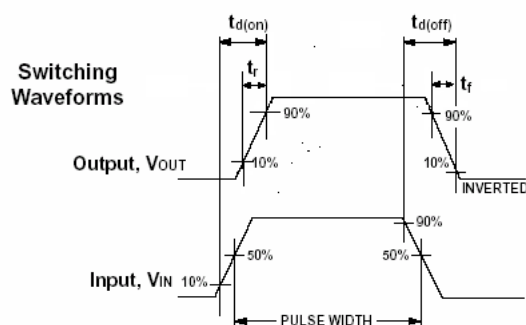 td(on)
td(off)
Switching
Waveforms
tr
tf
90%
90%
Output, VOUT
10%
10%
INVERTED
90%
50%
50%
Input, VIN
10%
PULSE WIDTH